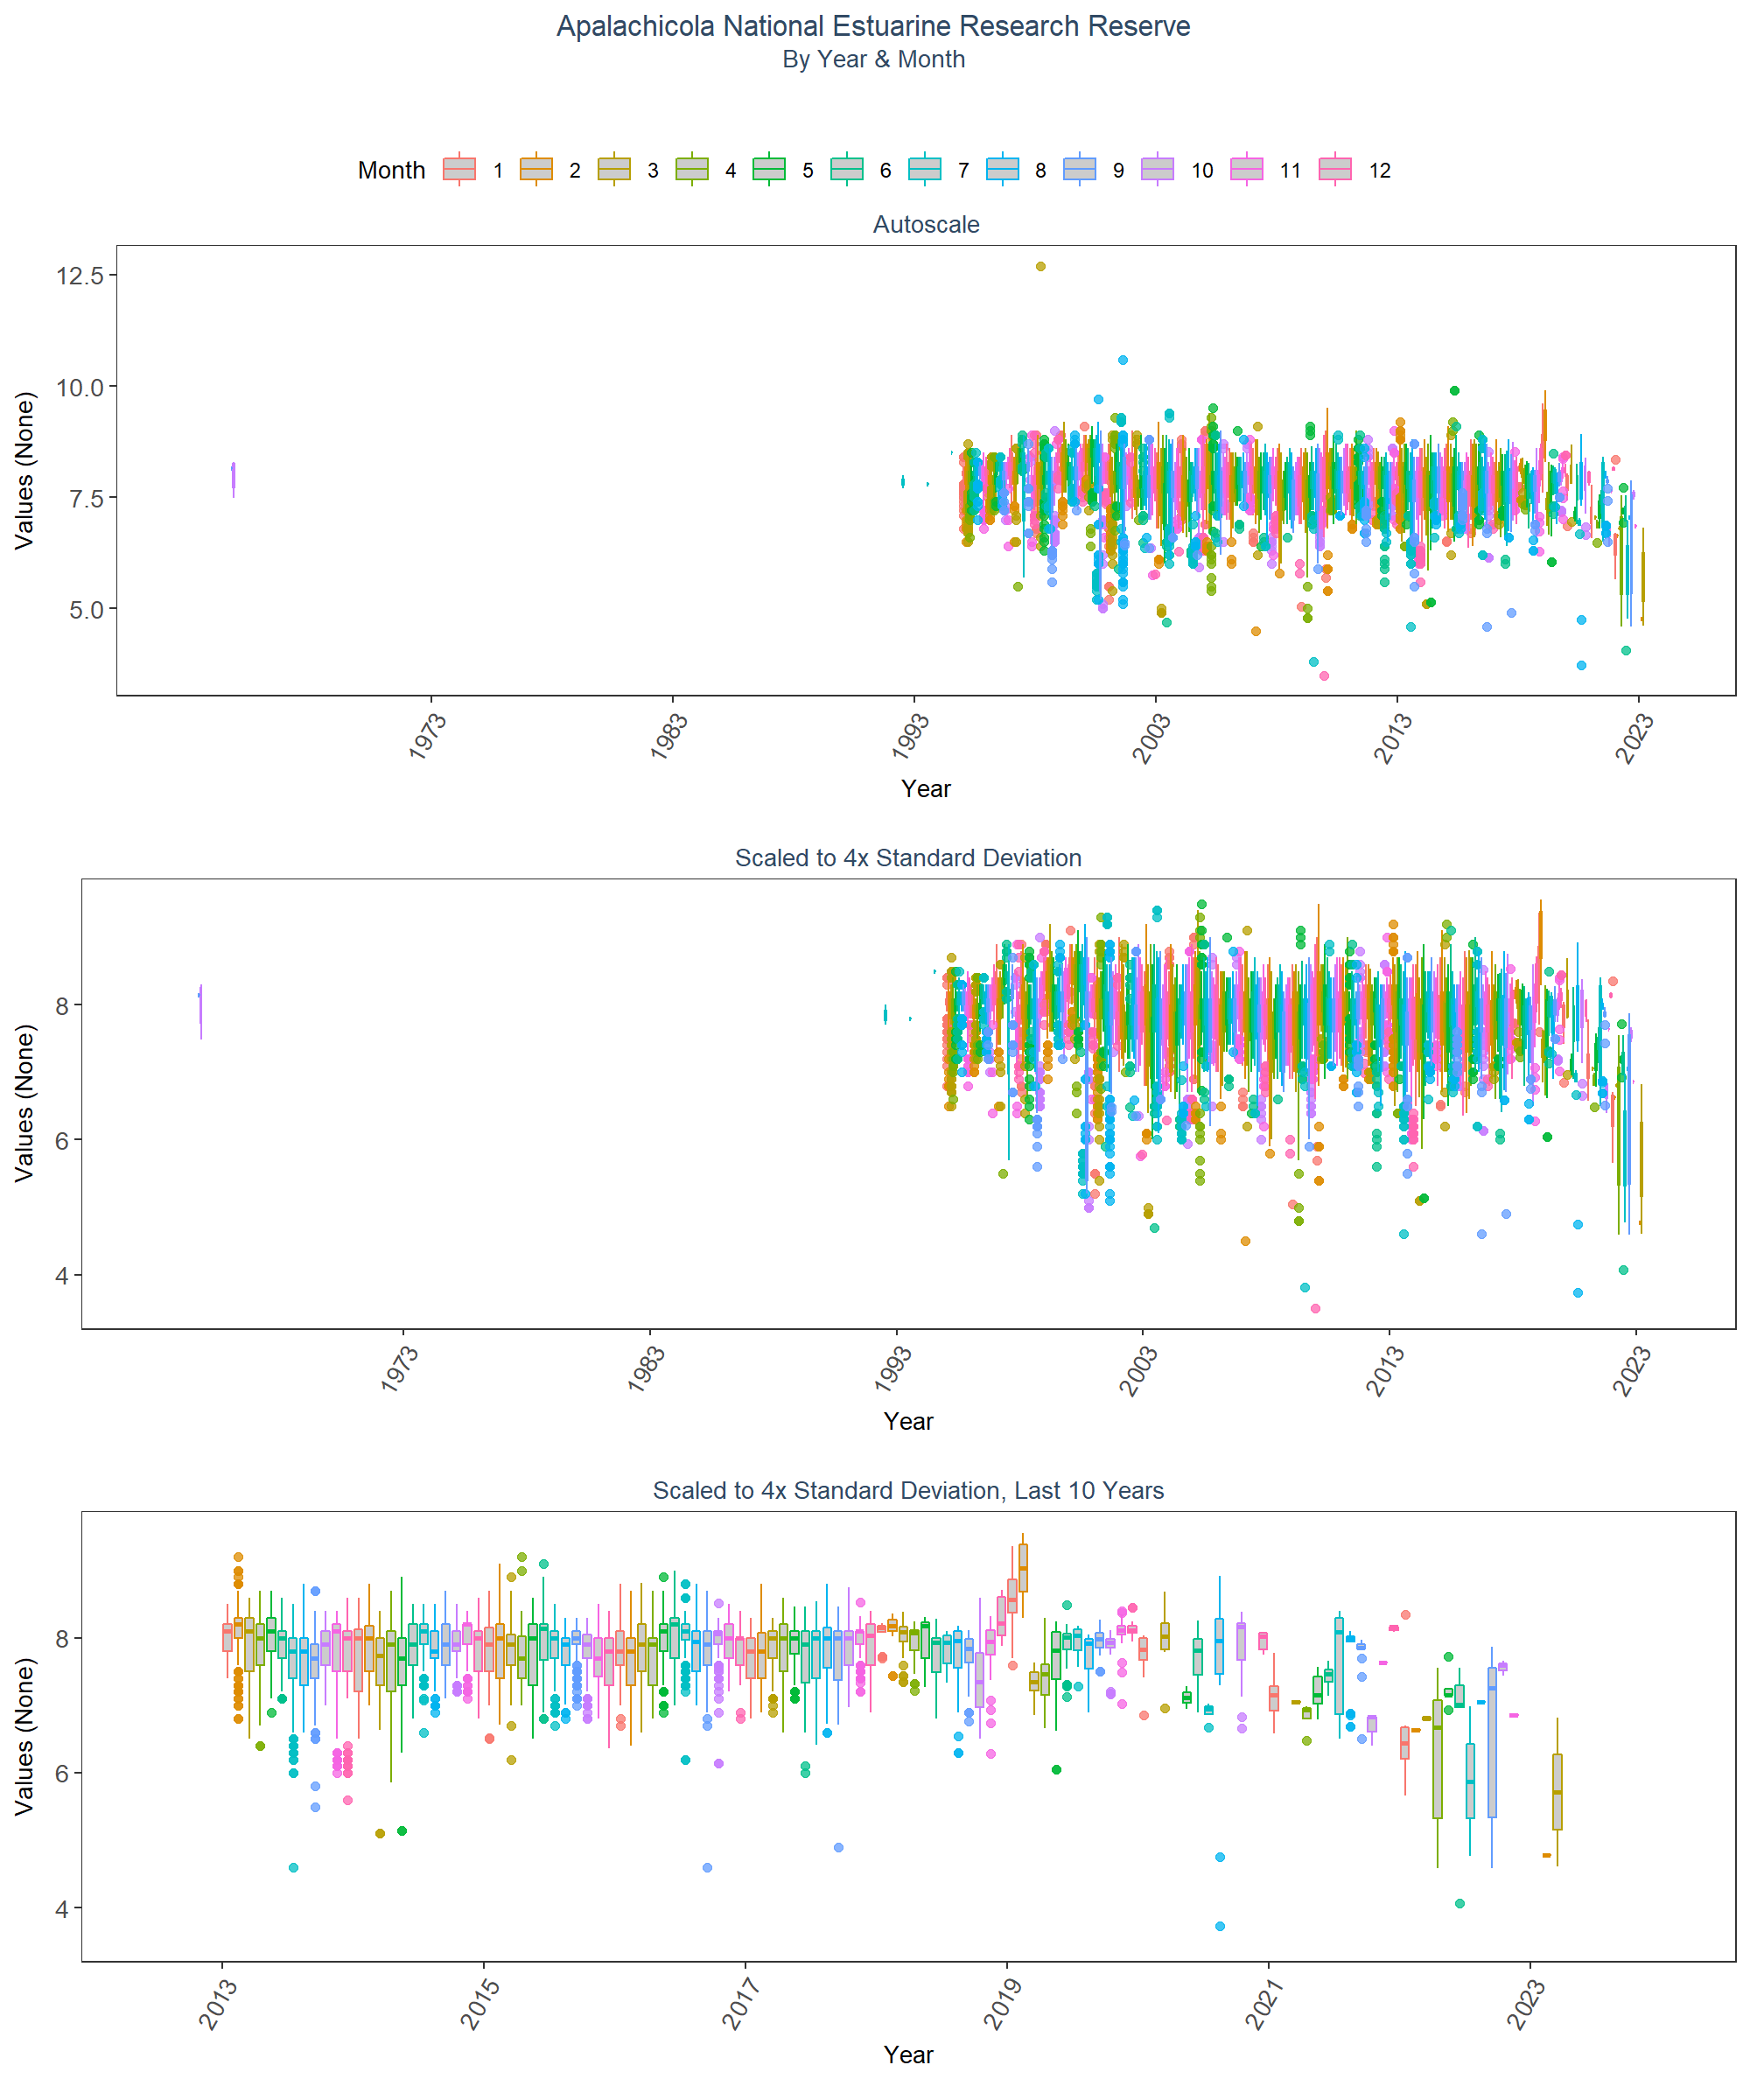 Apalachicola National Estuarine Research Reserve
By Year & Month
Month 1 2 3 4 5 6 7 8 9 10 11 12
Autoscale
Values (None)
12.5
10.0
7.5
5.0
1973 1983 1993 2003 2013 2023
Year
Scaled to 4x Standard Deviation
Values (None)
8
6
4
1973 1983 1993 2003 2013 2023
Year
Scaled to 4x Standard Deviation, Last 10 Years
Values (None)
8
6
4
2013 2015 2017 2019 2021 2023
Year